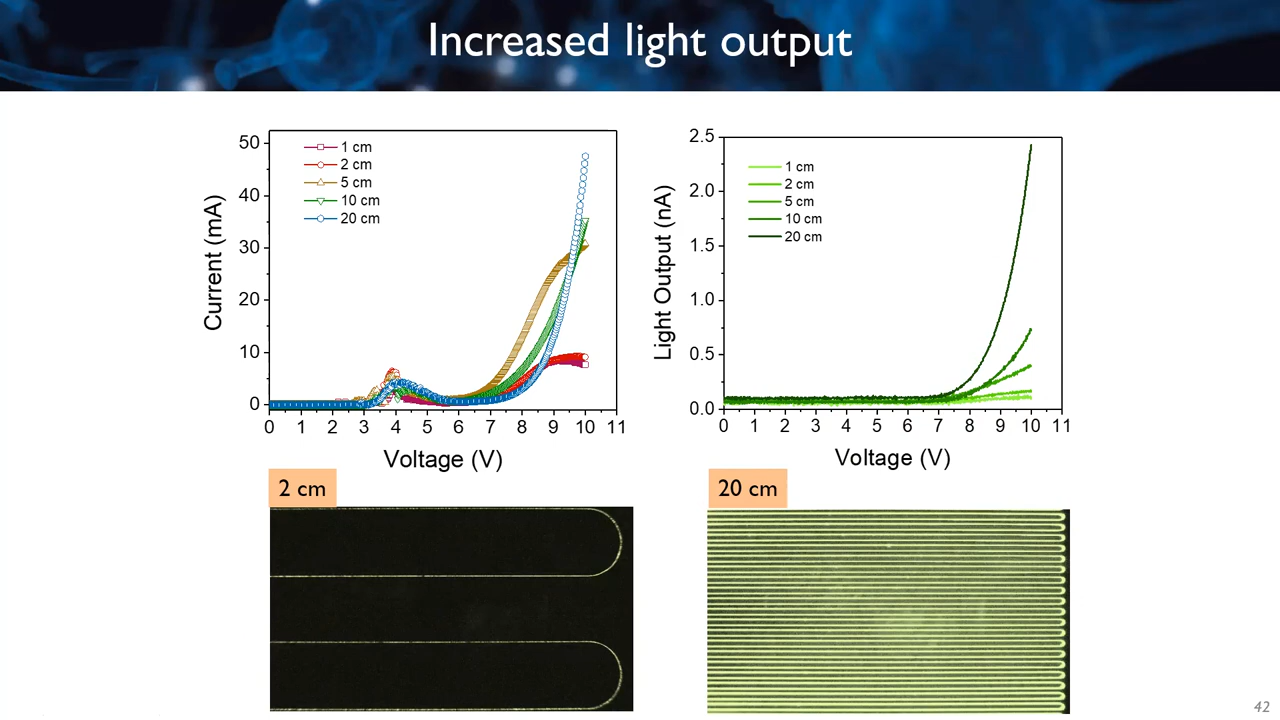 Increased light output
50
40
30
20
10
0
Current (mA)
1 cm
2 cm
5 cm
10 cm
20 cm
0 1 2 3 4 5 6 7 8 9 10 11
Voltage (V)
2.5
2.0
1.5
1.0
0.5
0.0
Light Output (nA)
1 cm
2 cm
5 cm
10 cm
20 cm
0 1 2 3 4 5 6 7 8 9 10 11
Voltage (V)
2 cm
20 cm
42